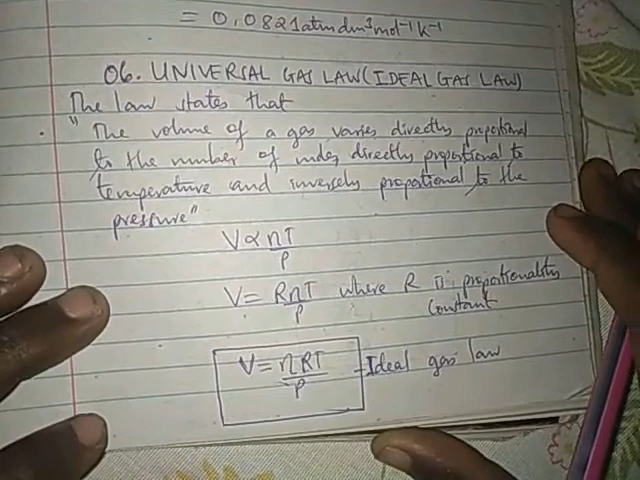 = 0.0821atmdm³mol⁻¹k⁻¹
06. UNIVERSAL GAS LAW (IDEAL GAS LAW)
The law states that
"The volume of a gas varies directly proportional
to the number of moles directly proportional to
temperature and inversely proportional to the
pressure"
V ∝ nT
P
V = RnT where R is proportionality
P constant
V = nRT Ideal gas law
P